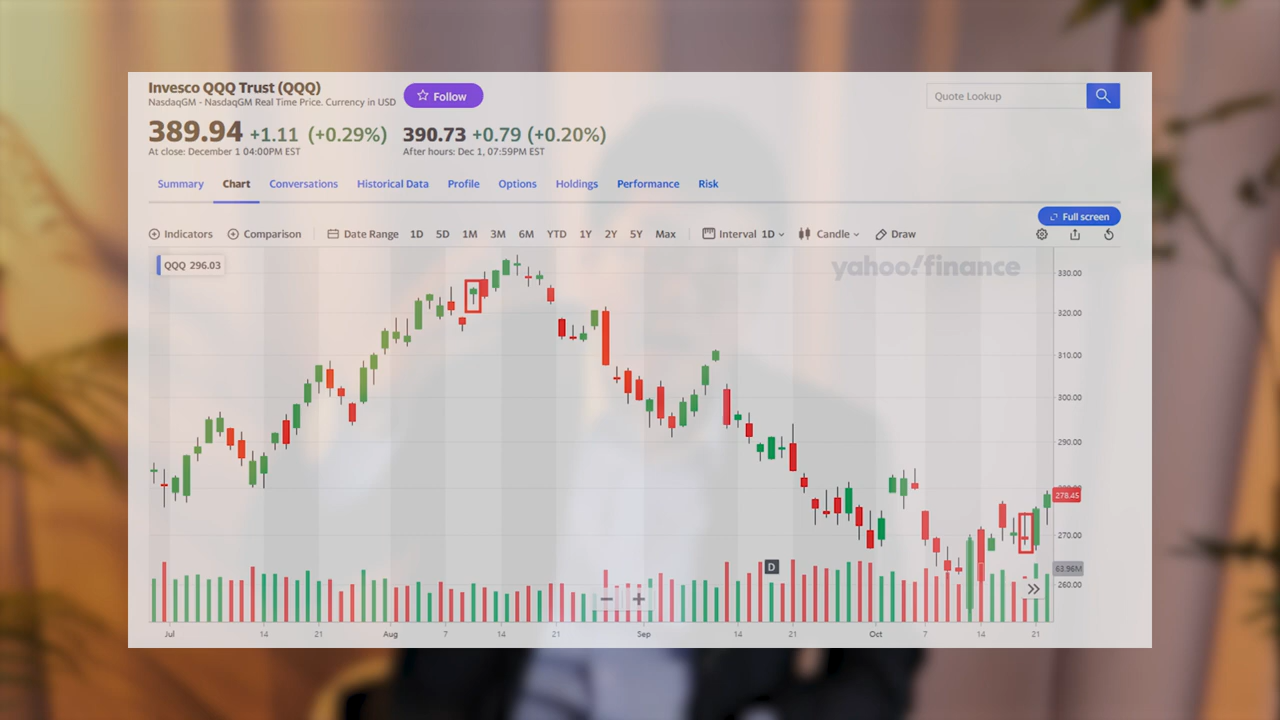 Invesco QQQ Trust (QQQ)
NasdaqGM - NasdaqGM Real Time Price. Currency in USD
Follow
Quote Lookup
389.94 +1.11 (+0.29%) 390.73 +0.79 (+0.20%)
At close: December 1 04:00PM EST After hours: Dec 1, 07:59PM EST
Summary Chart Conversations Historical Data Profile Options Holdings Performance Risk
Full screen
Indicators Comparison Date Range 1D 5D 1M 3M 6M YTD 1Y 2Y 5Y Max Interval 1D Candle Draw
QQQ 296.03
yahoo!finance
330.00
320.00
310.00
300.00
290.00
278.45
270.00
D
63.96M
260.00
Jul 14 21 Aug 7 14 21 Sep 14 21 Oct 7 14 21